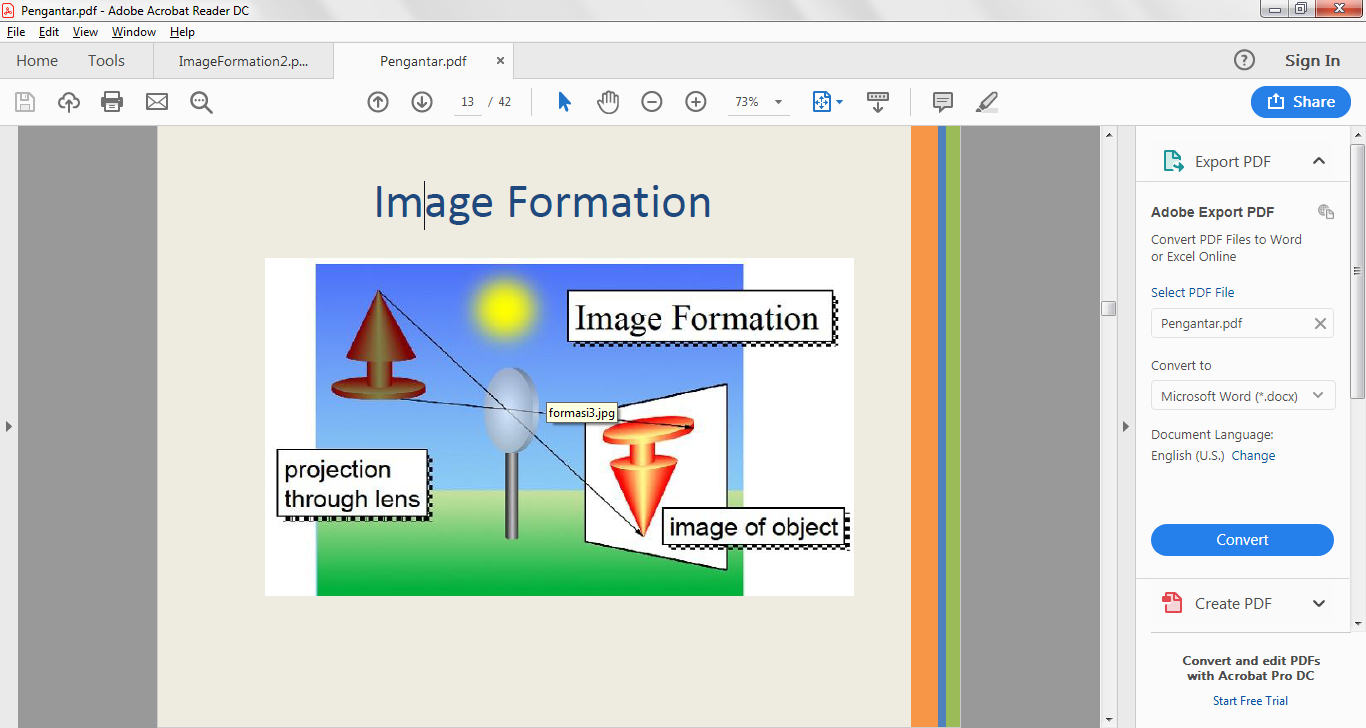 Pengantar.pdf - Adobe Acrobat Reader DC
File Edit View Window Help
Home Tools ImageFormation2.p... Pengantar.pdf × ? Sign In
13 / 42 73% Share
Image Formation
Image Formation
formasi3.jpg
projection
through lens
image of object
Export PDF
Adobe Export PDF
Convert PDF Files to Word
or Excel Online
Select PDF File
Pengantar.pdf
Convert to
Microsoft Word (*.docx)
Document Language:
English (U.S.) Change
Convert
Create PDF
Convert and edit PDFs
with Acrobat Pro DC
Start Free Trial